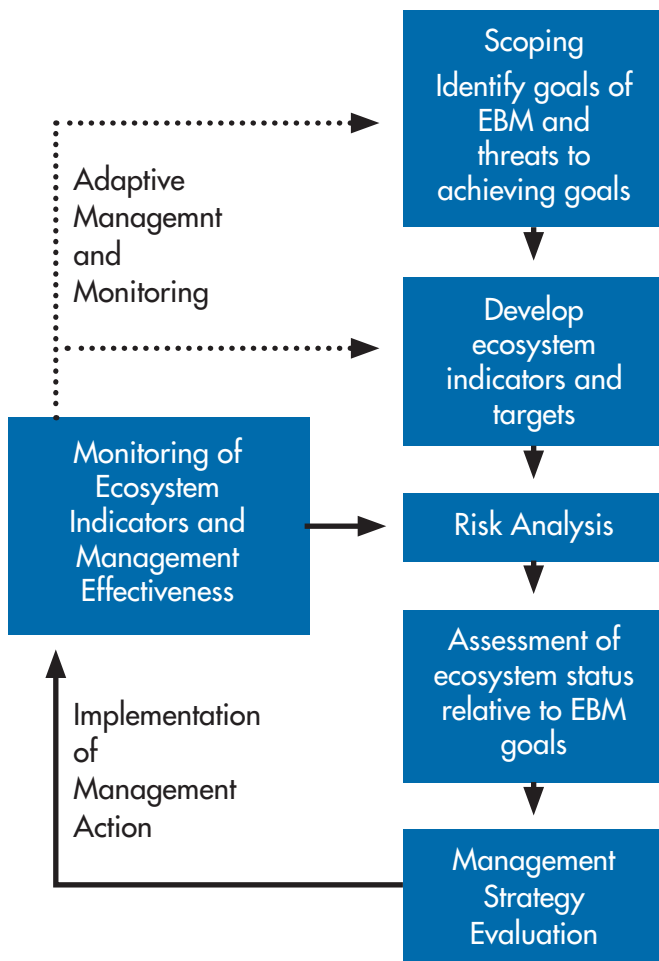 Scoping
Identify goals of
EBM and
threats to
achieving goals
Adaptive
Managemnt
and
Monitoring
Develop
ecosystem
indicators and
targets
Monitoring of
Ecosystem
Indicators and
Management
Effectiveness
Risk Analysis
Assessment of
ecosystem status
relative to EBM
goals
Implementation
of
Management
Action
Management
Strategy
Evaluation